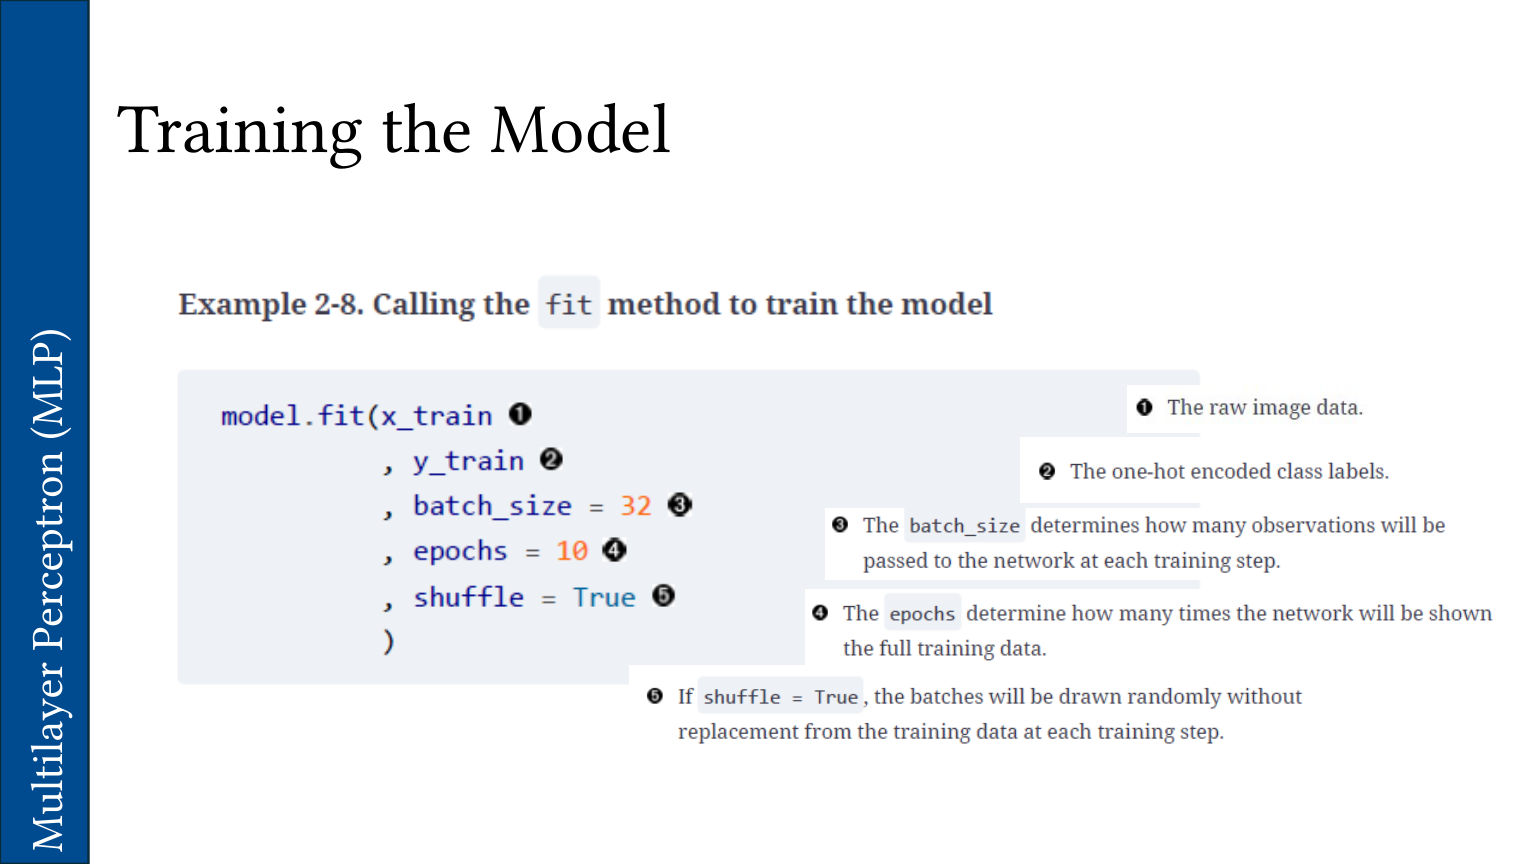 Multilayer Perceptron (MLP)
Training the Model
Example 2-8. Calling the fit method to train the model
model.fit(x_train ❶
, y_train ❷
, batch_size = 32 ❸
, epochs = 10 ❹
, shuffle = True ❺
)
❶ The raw image data.
❷ The one-hot encoded class labels.
❸ The batch_size determines how many observations will be
passed to the network at each training step.
❹ The epochs determine how many times the network will be shown
the full training data.
❺ If shuffle = True, the batches will be drawn randomly without
replacement from the training data at each training step.